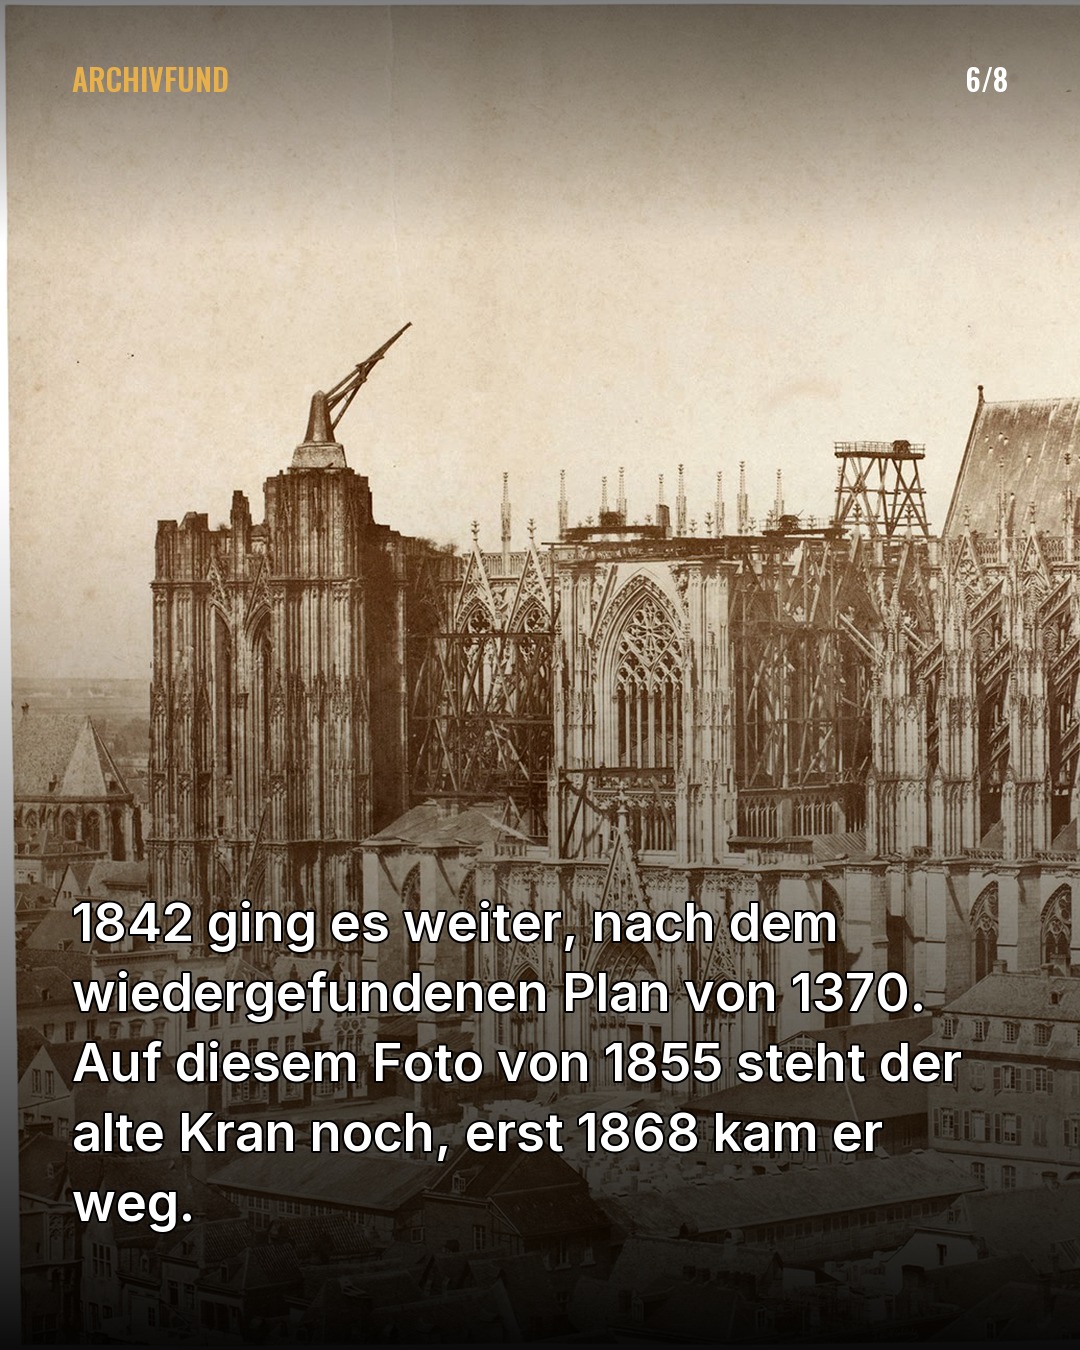 ARCHIVFUND
6/8
1842 ging es weiter, nach dem
wiedergefundenen Plan von 1370.
Auf diesem Foto von 1855 steht der
alte Kran noch, erst 1868 kam er
weg.